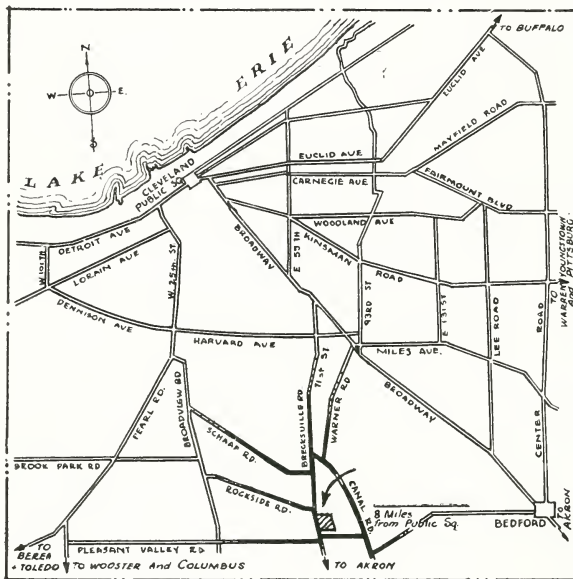 TO BUFFALO
N
W
E.
S
LAKE ERIE
EUCLID AVE
MAYFIELD ROAD
EUCLID AVE
CARNEGIE AVE
FAIRMOUNT BLVD
CLEVELAND
PUBLIC SQ.
WOODLAND AVE
DETROIT AVE
W 25th ST
BROADWAY
E 55TH
KINSMAN
ROAD
W 101TH
LORAIN AVE
93RD ST
E 131 ST
LEE ROAD
CENTER ROAD
TO
WARREN YOUNGSTOWN
AND PITTSBURG
DENNISON AVE
HARVARD AVE
MILES AVE.
71ST ST
WARNER RD
BROADWAY
PEARL RD.
BROADVIEW BD
BRECKSVILLE RD
SCHAAF RD.
BROOK PARK RD
ROCKSIDE RD.
CANAL RD.
8 Miles
from Public Sq.
BEDFORD
TO
AKRON
PLEASANT VALLEY RD
TO
BEREA
+ TOLEDO
TO WOOSTER and COLUMBUS
TO AKRON